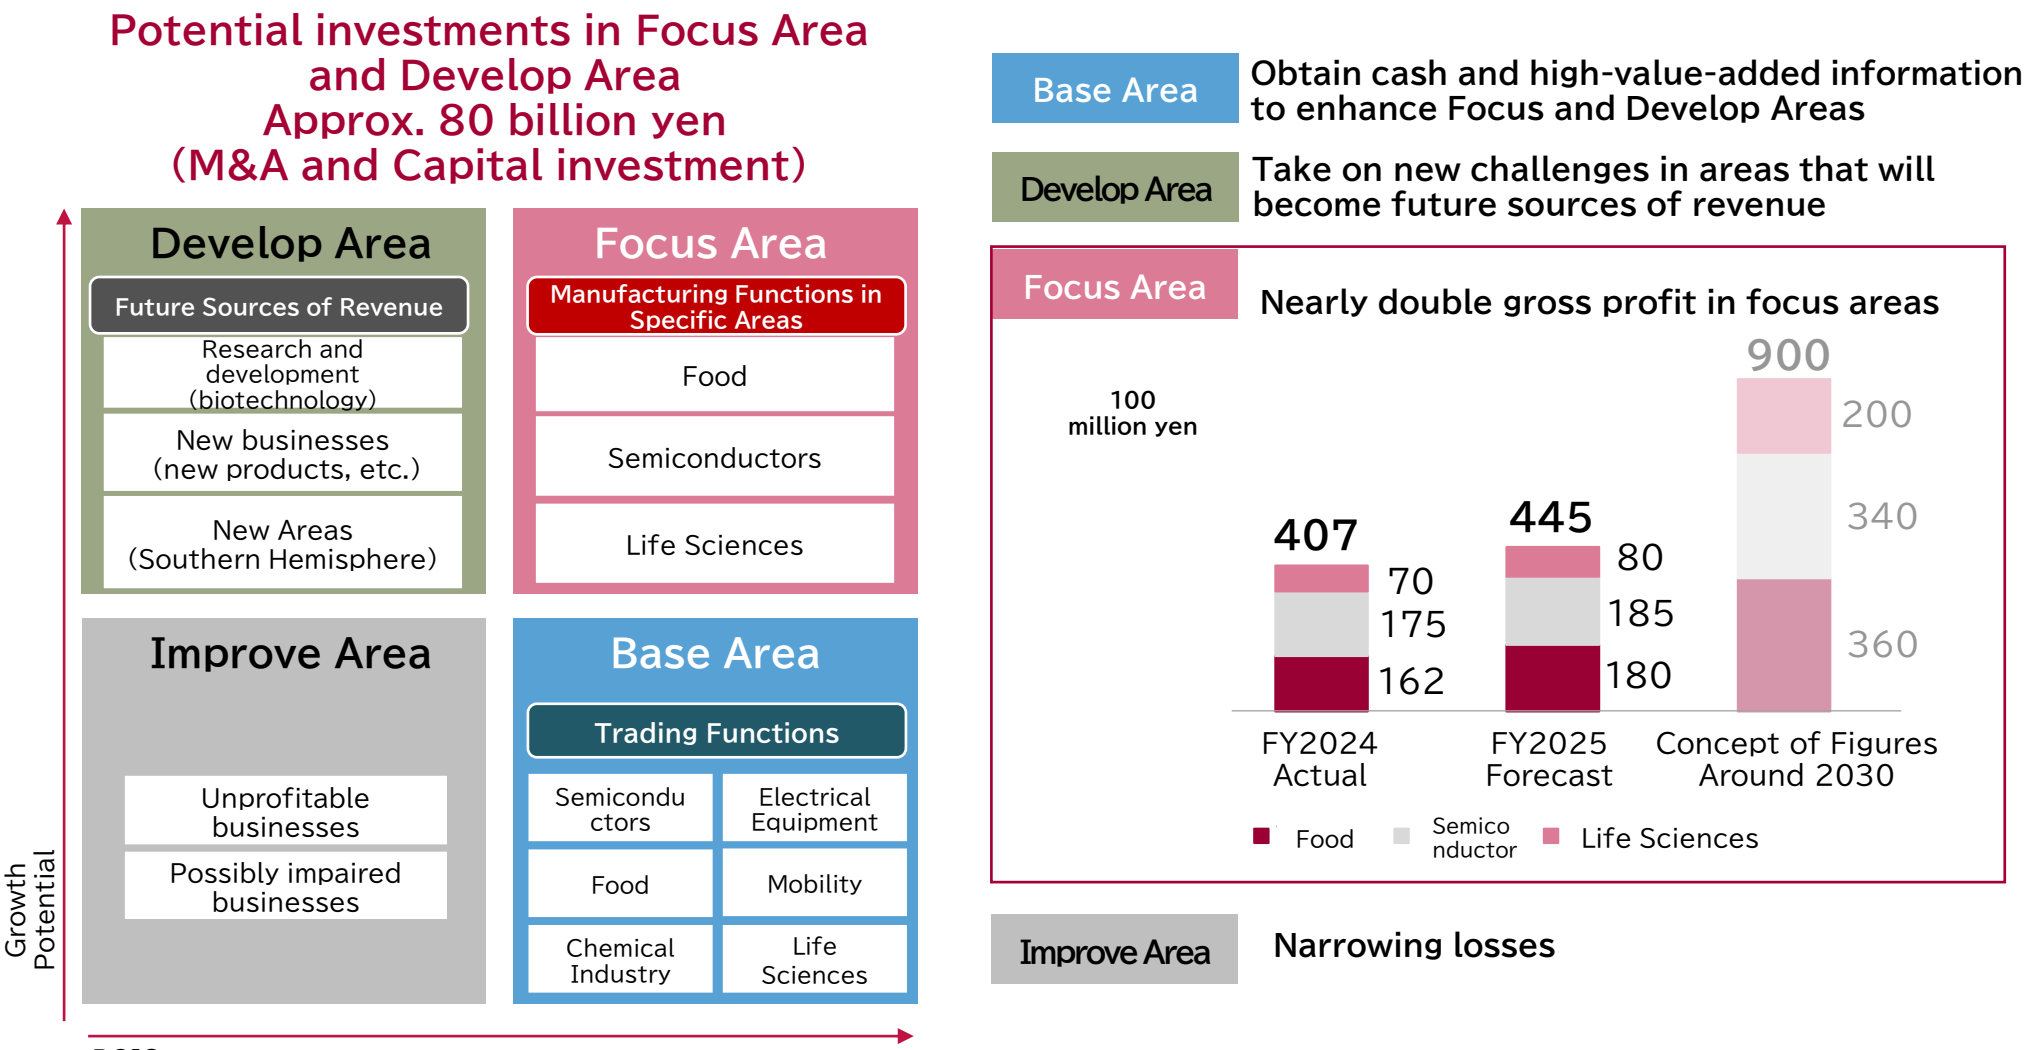 Potential investments in Focus Area
and Develop Area
Approx. 80 billion yen
(M&A and Capital investment)
Develop Area
Future Sources of Revenue
Research and
development
(biotechnology)
New businesses
(new products, etc.)
New Areas
(Southern Hemisphere)
Focus Area
Manufacturing Functions in
Specific Areas
Food
Semiconductors
Life Sciences
Improve Area
Unprofitable
businesses
Possibly impaired
businesses
Base Area
Trading Functions
Semicondu
ctors
Electrical
Equipment
Food
Mobility
Chemical
Industry
Life
Sciences
Growth
Potential
Base Area
Obtain cash and high-value-added information
to enhance Focus and Develop Areas
Develop Area
Take on new challenges in areas that will
become future sources of revenue
Focus Area
Nearly double gross profit in focus areas
100
million yen
407
70
175
162
445
80
185
180
900
200
340
360
FY2024
Actual
FY2025
Forecast
Concept of Figures
Around 2030
Food
Semico
nductor
Life Sciences
Improve Area
Narrowing losses